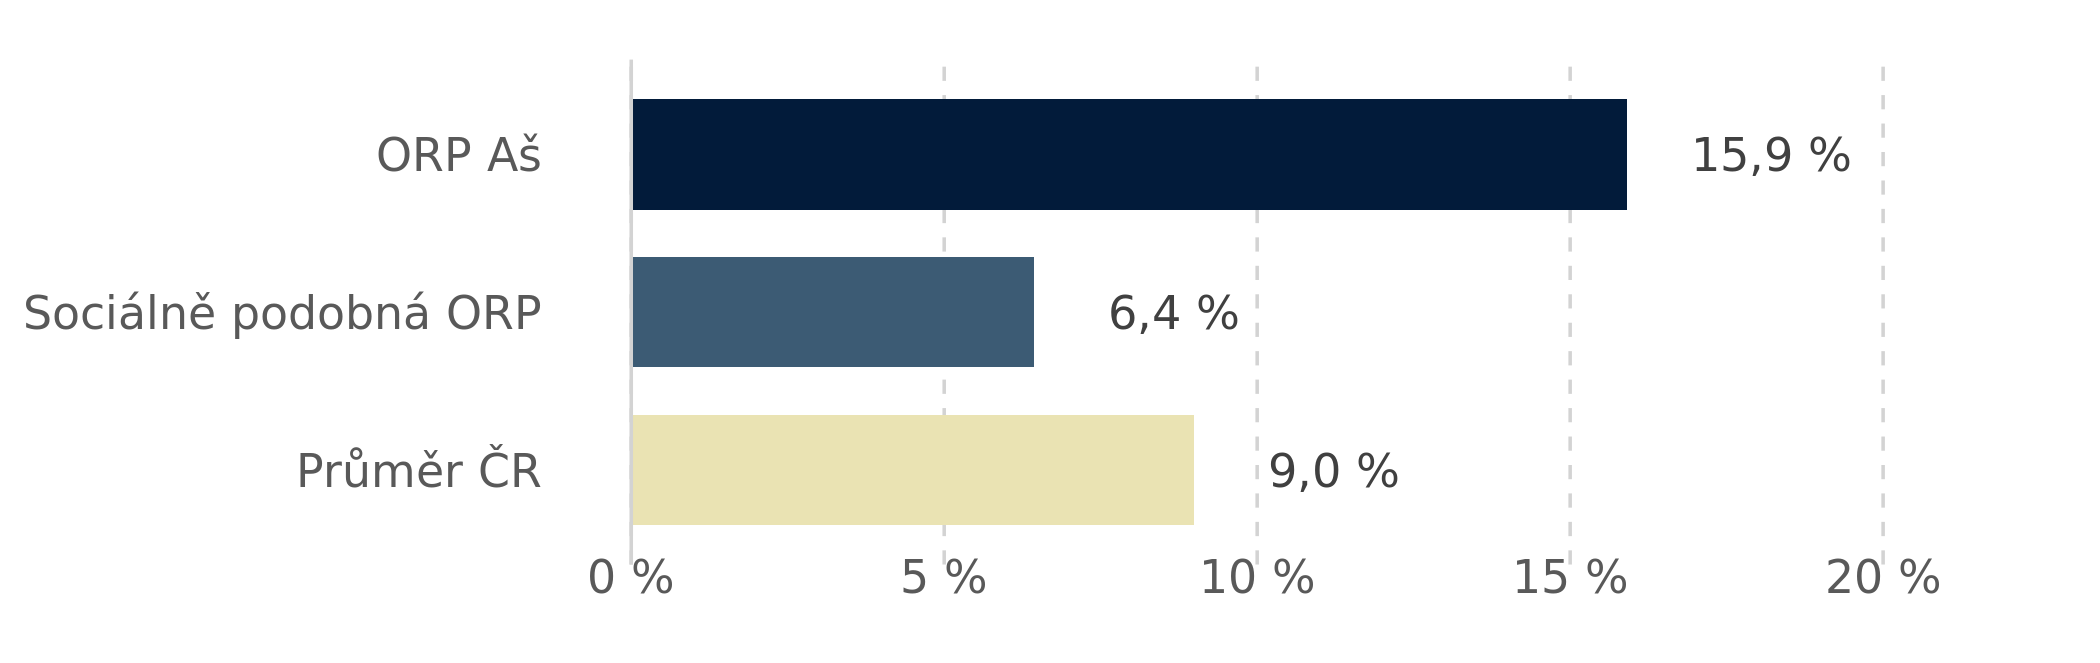 ORP Aš
15,9 %
Sociálně podobná ORP
6,4 %
Průměr ČR
9,0 %
0 %
5 %
10 %
15 %
20 %